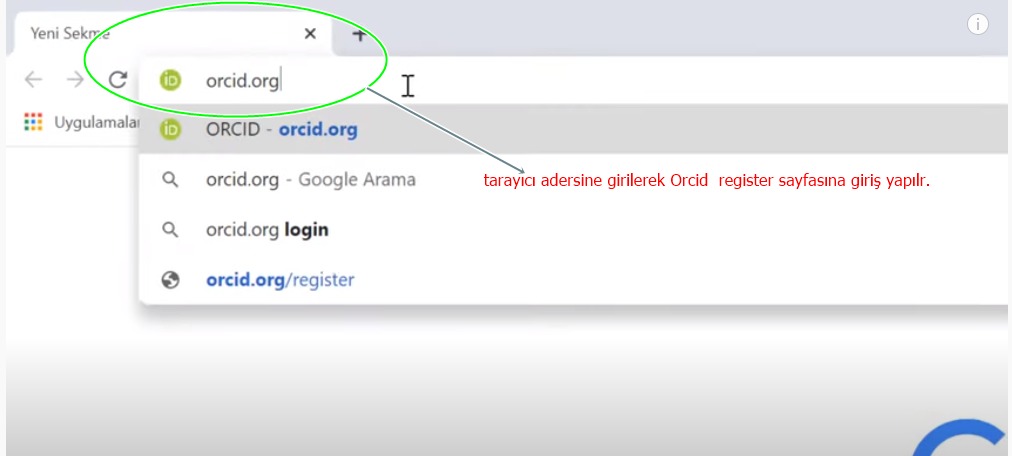 Yeni Sekme
orcid.org
Uygulamalar
ORCID - orcid.org
orcid.org - Google Arama
tarayıcı adersine girilerek Orcid register sayfasına giriş yapılr.
orcid.org login
orcid.org/register